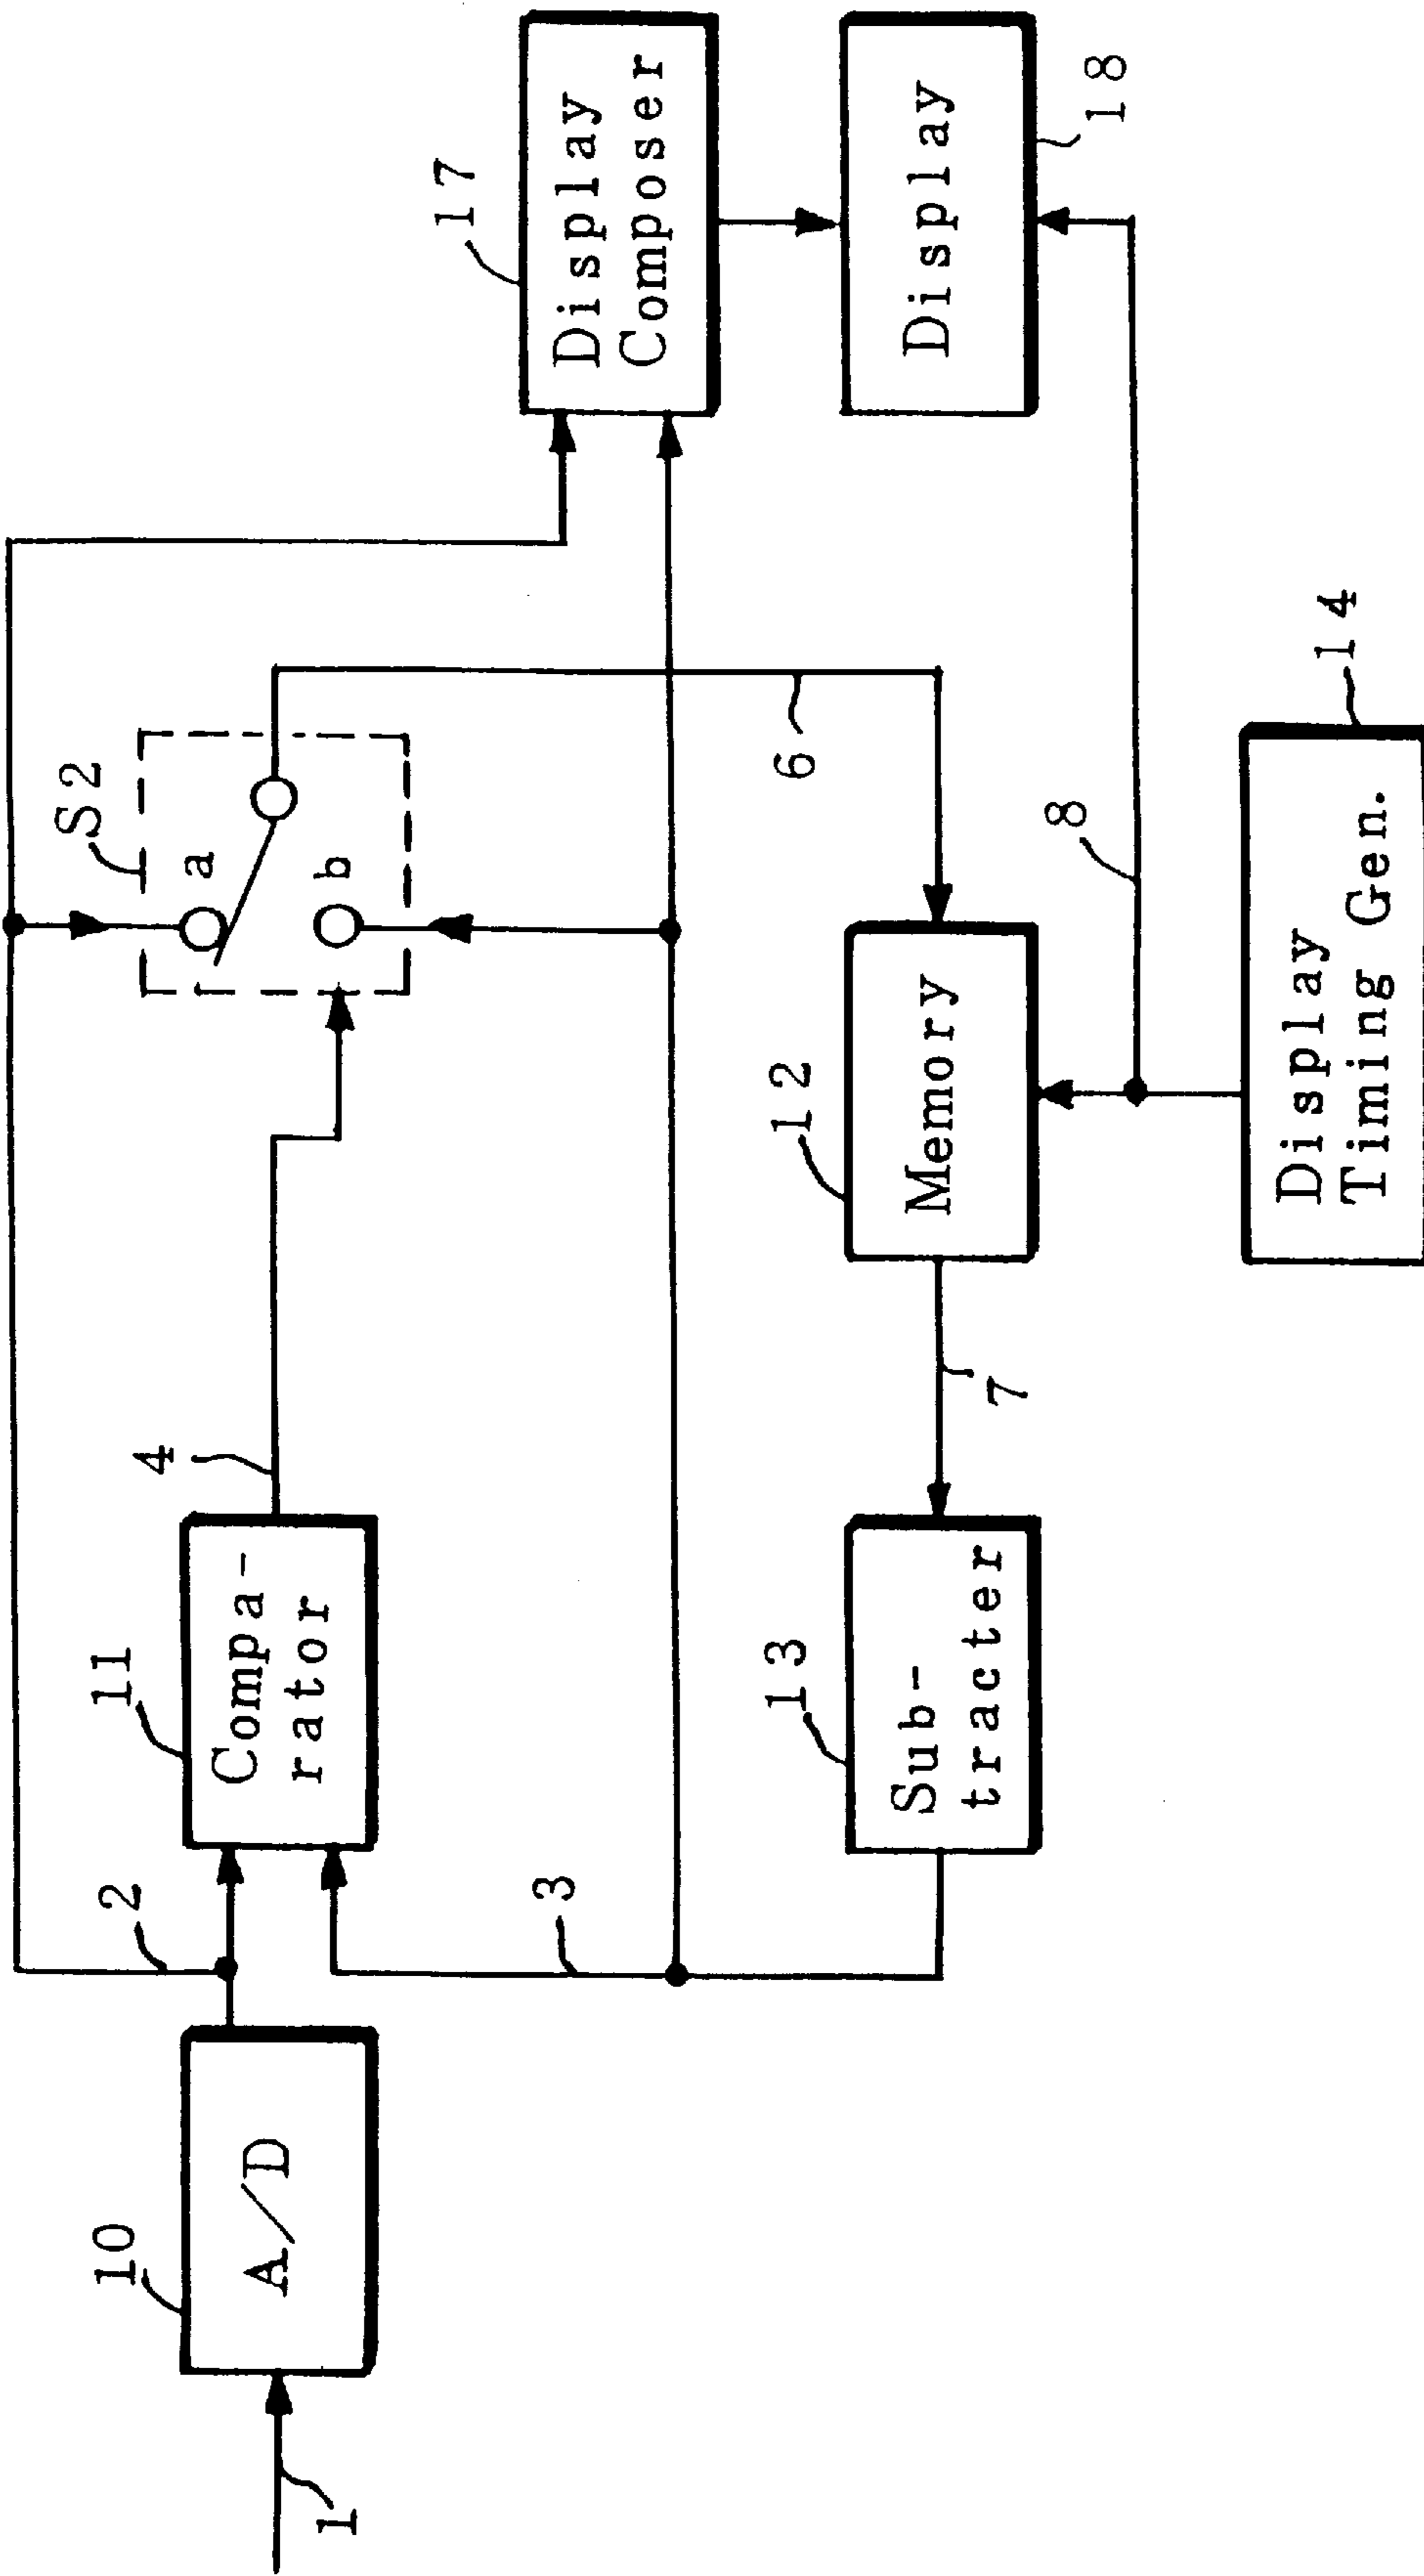 1
10
A/D
2
11
Compa-
rator
4
S2
a
b
3
17
Display
Composer
6
13
Sub-
tracter
7
12
Memory
Display
18
8
Display
Timing Gen.
14